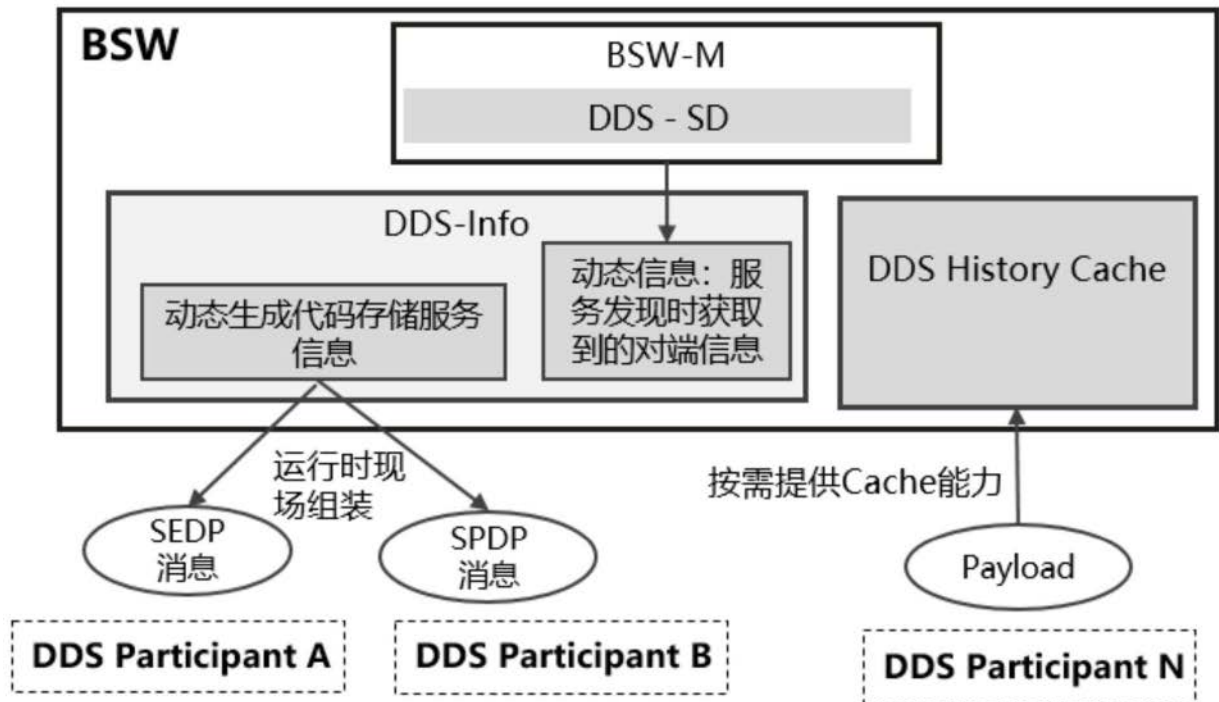 BSW
BSW-M
DDS - SD
DDS-Info
动态生成代码存储服务
信息
动态信息：服
务发现时获取
到的对端信息
DDS History Cache
运行时现
场组装
按需提供Cache能力
SEDP
消息
SPDP
消息
Payload
DDS Participant A
DDS Participant B
DDS Participant N